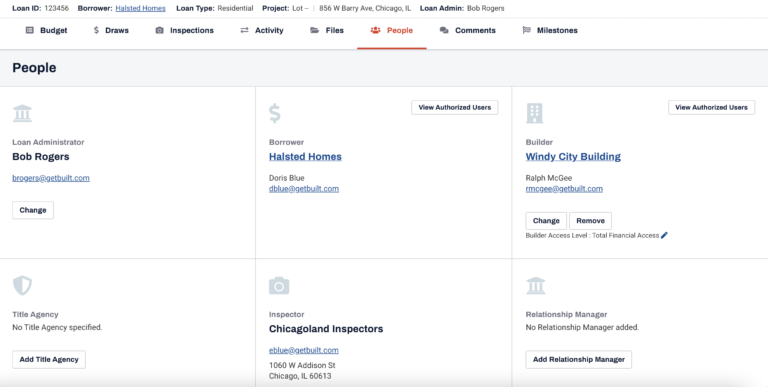 Loan ID: 123456 Borrower: Halsted Homes Loan Type: Residential Project: Lot -- | 856 W Barry Ave, Chicago, IL Loan Admin: Bob Rogers
Budget Draws Inspections Activity Files People Comments Milestones
People
Loan Administrator
Bob Rogers
brogers@getbuilt.com
Change
View Authorized Users
Borrower
Halsted Homes
Doris Blue
dblue@getbuilt.com
View Authorized Users
Builder
Windy City Building
Ralph McGee
rmcgee@getbuilt.com
Change Remove
Builder Access Level : Total Financial Access
Title Agency
No Title Agency specified.
Add Title Agency
Inspector
Chicagoland Inspectors
eblue@getbuilt.com
1060 W Addison St
Chicago, IL 60613
Relationship Manager
No Relationship Manager added.
Add Relationship Manager